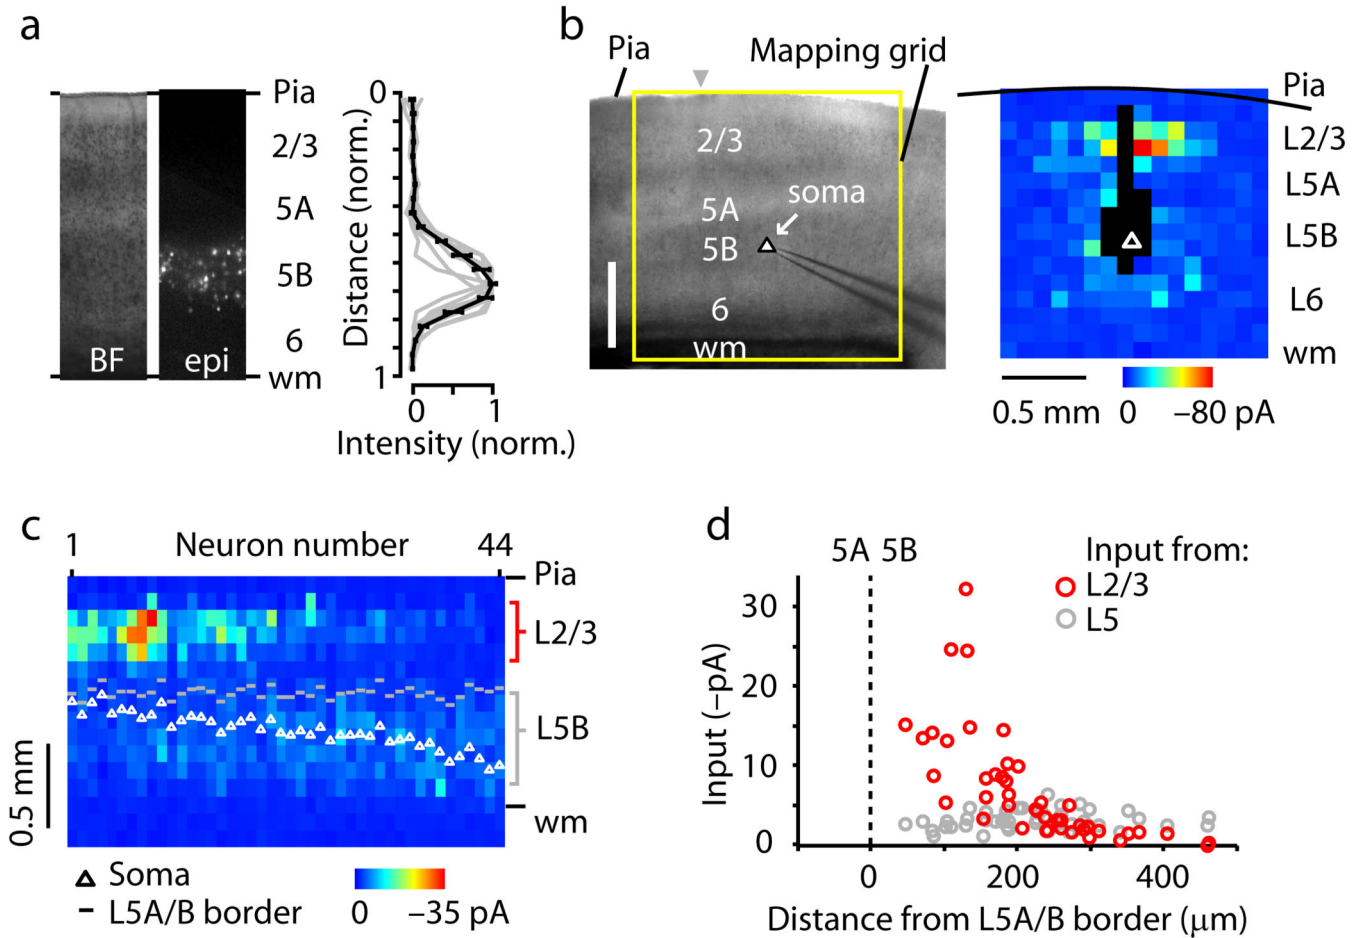 a
BF
epi
Pia
2/3
5A
5B
6
wm
0
Distance (norm.)
1
0 1
Intensity (norm.)
b
Pia
Mapping grid
2/3
5A
soma
5B
6
wm
Pia
L2/3
L5A
L5B
L6
wm
0.5 mm
0 −80 pA
c
1 Neuron number 44
Pia
L2/3
L5B
wm
0.5 mm
Soma
L5A/B border
0 −35 pA
d
5A 5B
Input from:
L2/3
L5
Input (−pA)
30
20
10
0
0 200 400
Distance from L5A/B border (μm)